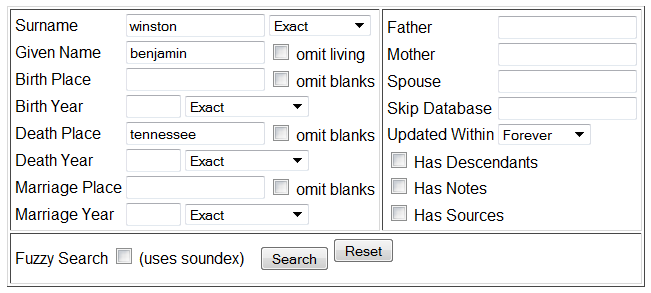 Surname winston Exact
Given Name benjamin omit living
Birth Place omit blanks
Birth Year Exact
Death Place tennessee omit blanks
Death Year Exact
Marriage Place omit blanks
Marriage Year Exact
Father
Mother
Spouse
Skip Database
Updated Within Forever
Has Descendants
Has Notes
Has Sources
Fuzzy Search (uses soundex) Search Reset